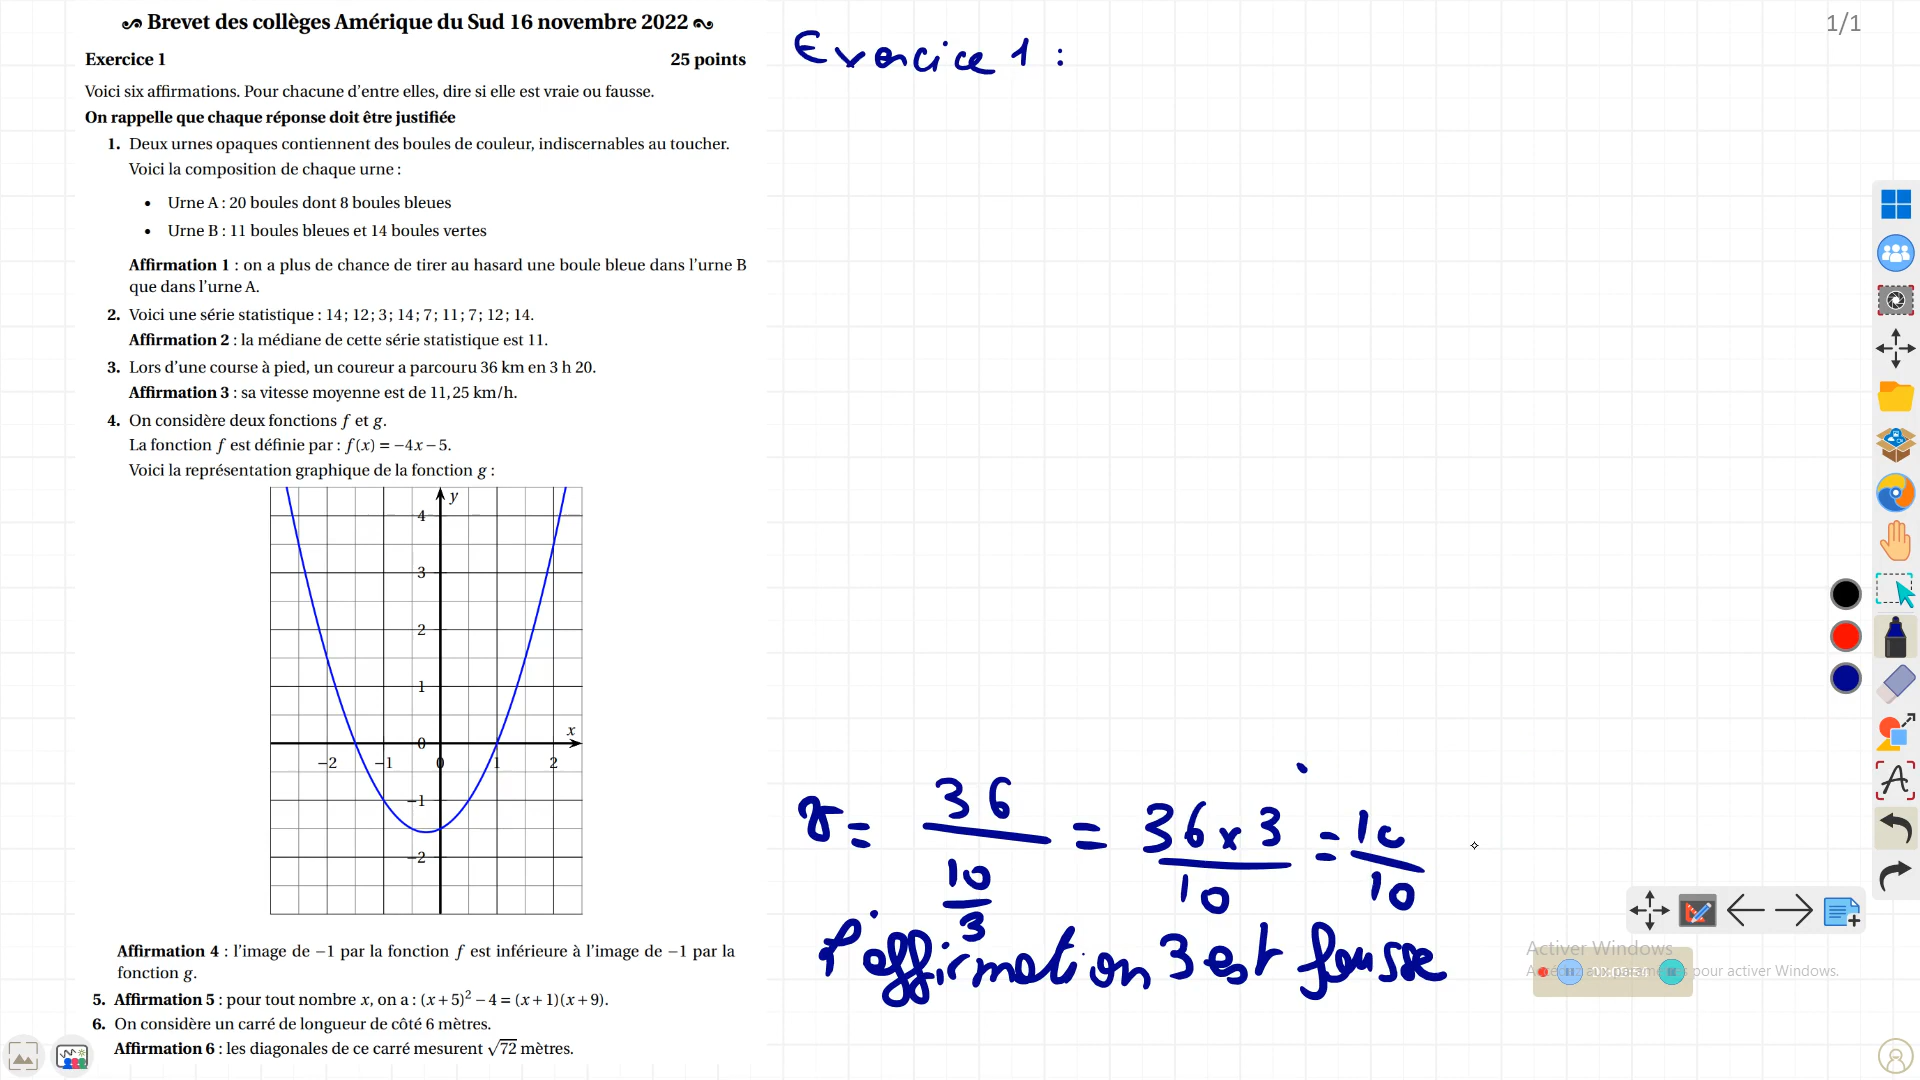 Brevet des collèges Amérique du Sud 16 novembre 2022
1/1
Exercice 1 25 points
Exercice 1 :
Voici six affirmations. Pour chacune d'entre elles, dire si elle est vraie ou fausse.
On rappelle que chaque réponse doit être justifiée
1. Deux urnes opaques contiennent des boules de couleur, indiscernables au toucher.
Voici la composition de chaque urne :
• Urne A : 20 boules dont 8 boules bleues
• Urne B : 11 boules bleues et 14 boules vertes
Affirmation 1 : on a plus de chance de tirer au hasard une boule bleue dans l'urne B
que dans l'urne A.
2. Voici une série statistique : 14 ; 12 ; 3 ; 14 ; 7 ; 11 ; 7 ; 12 ; 14.
Affirmation 2 : la médiane de cette série statistique est 11.
3. Lors d'une course à pied, un coureur a parcouru 36 km en 3 h 20.
Affirmation 3 : sa vitesse moyenne est de 11,25 km/h.
4. On considère deux fonctions f et g.
La fonction f est définie par : f(x) = −4x − 5.
Voici la représentation graphique de la fonction g :
y
4
3
2
1
0
x
−2 −1 0 1 2
−1
−2
Affirmation 4 : l'image de −1 par la fonction f est inférieure à l'image de −1 par la
fonction g.
5. Affirmation 5 : pour tout nombre x, on a : (x + 5)² − 4 = (x + 1)(x + 9).
6. On considère un carré de longueur de côté 6 mètres.
Affirmation 6 : les diagonales de ce carré mesurent √72 mètres.
36 = 36 x 3 = 10
10 10 10
3
l'affirmation 3 est fausse
Activer Windows
pour activer Windows.